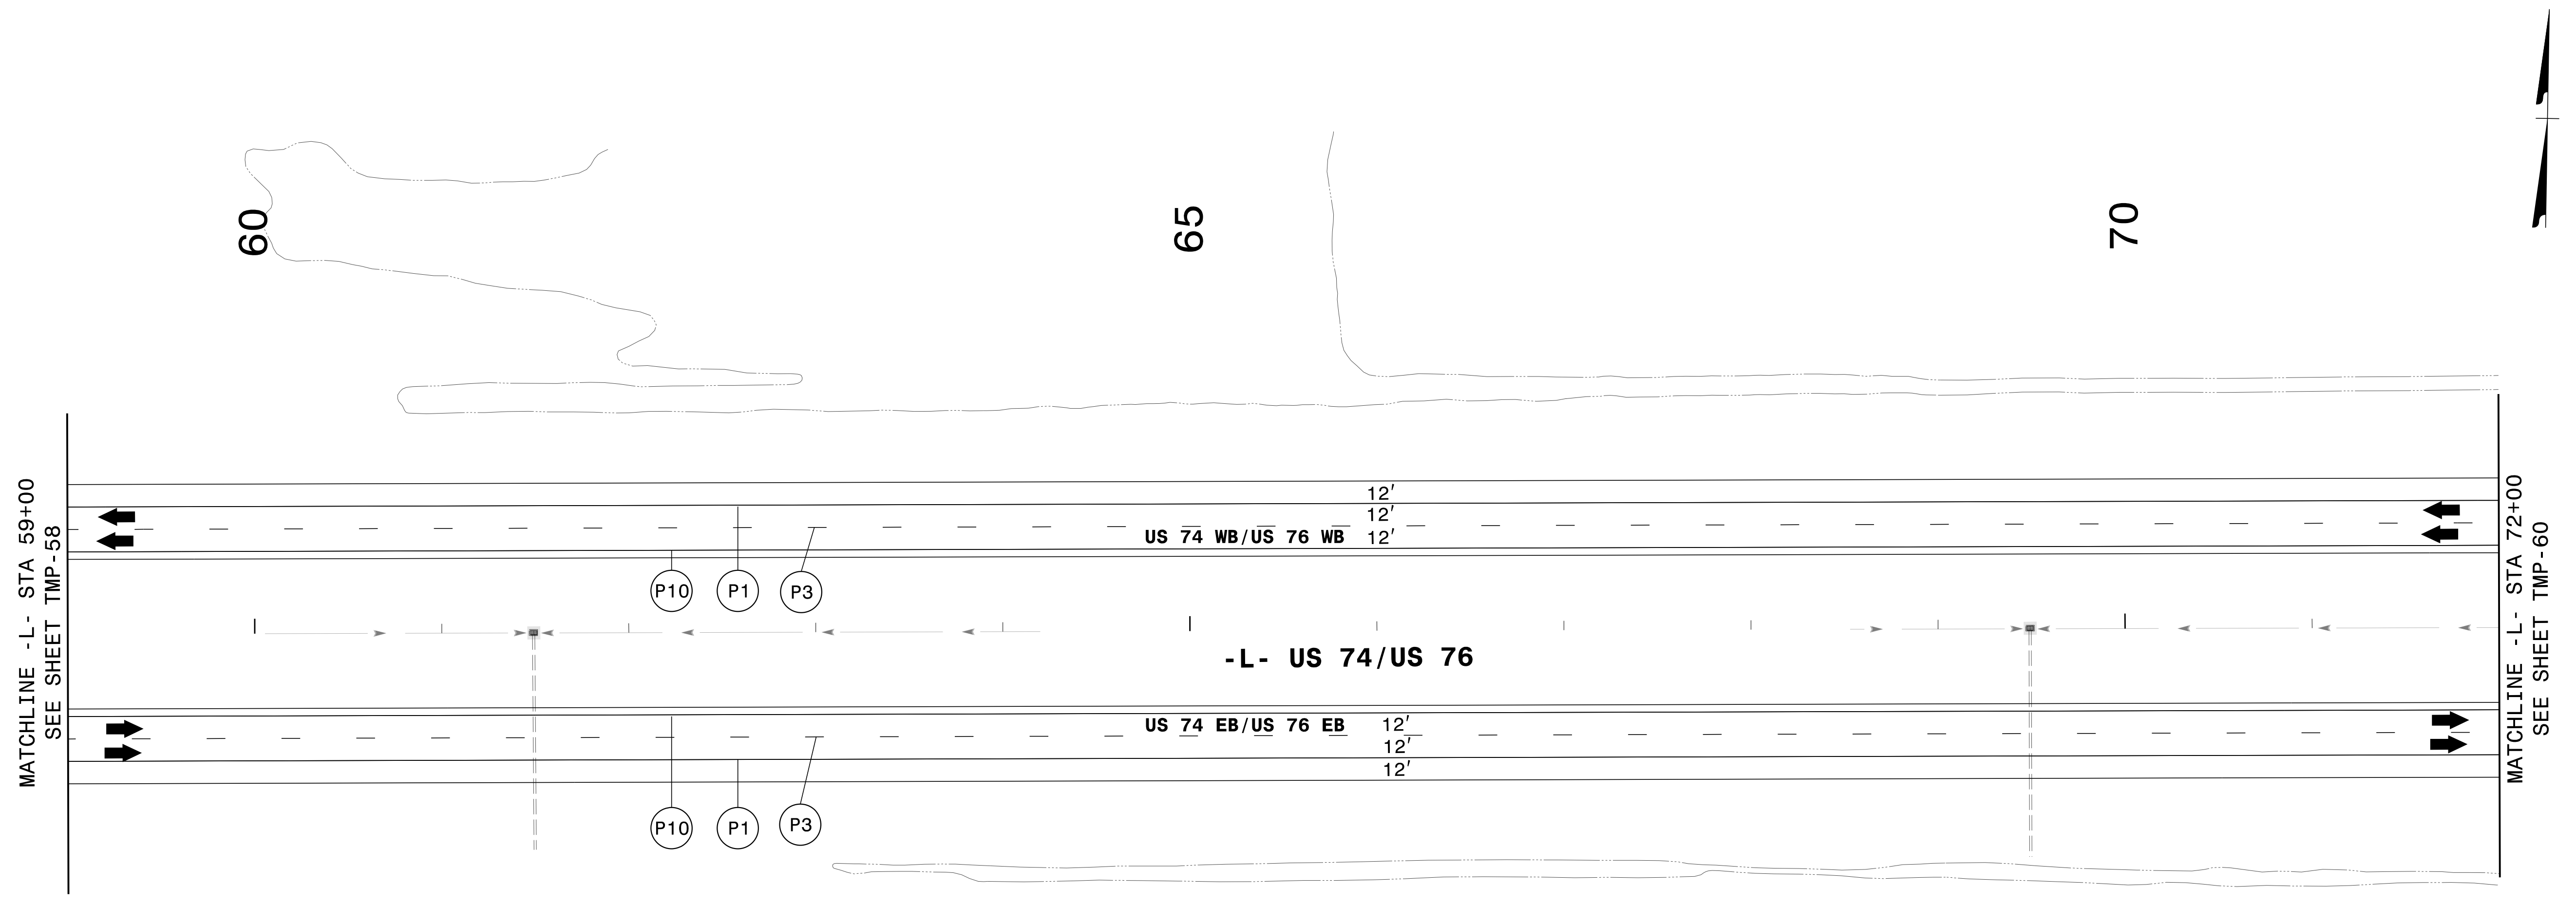 60
65
70
MATCHLINE -L- STA 59+00
SEE SHEET TMP-58
12'
12'
US 74 WB/US 76 WB 12'
P10 P1 P3
-L- US 74/US 76
US 74 EB/US 76 EB 12'
12'
12'
P10 P1 P3
MATCHLINE -L- STA 72+00
SEE SHEET TMP-60